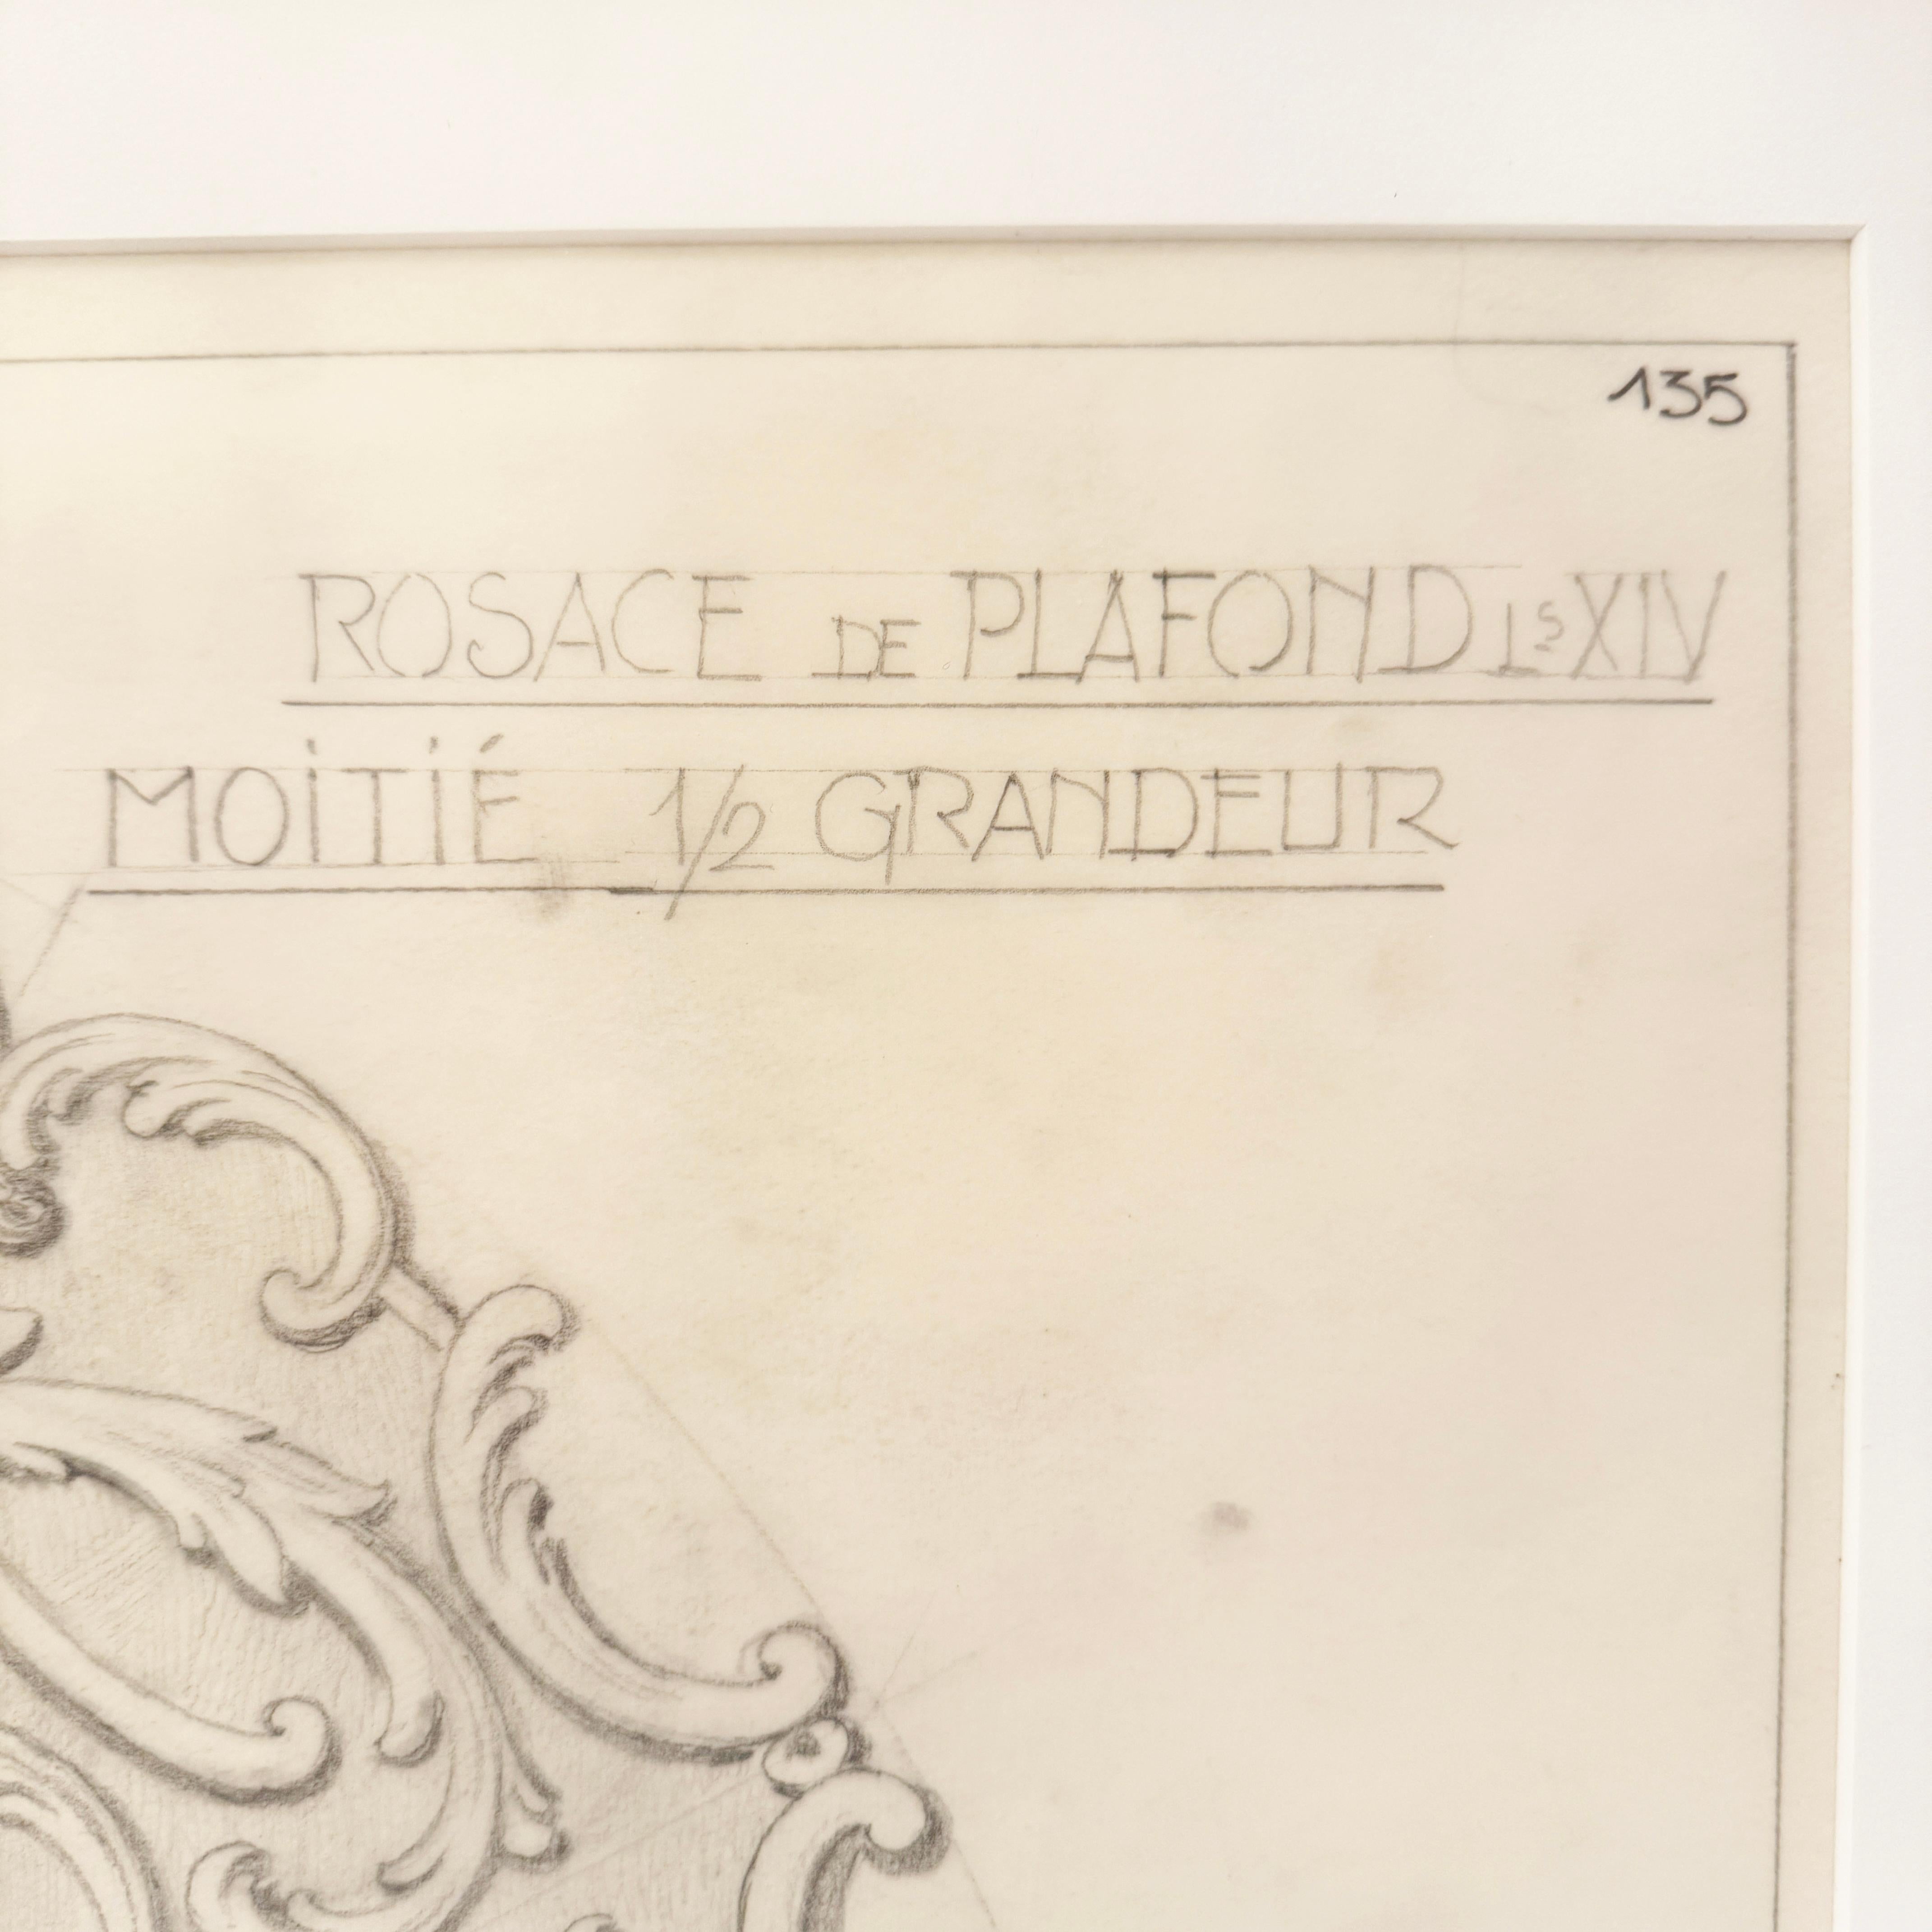 135
ROSACE DE PLAFOND Ls XIV
MOiTiÉ 1/2 GRANDEUR